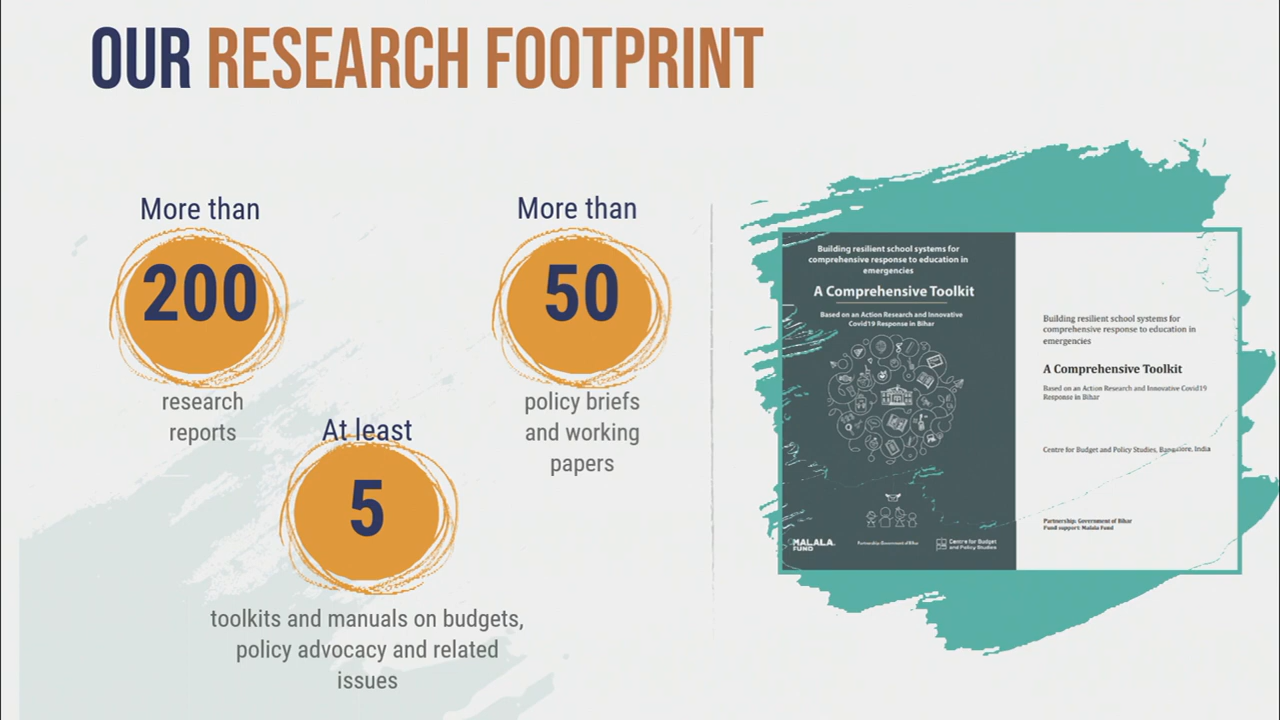 OUR RESEARCH FOOTPRINT
More than
200
research
reports
More than
50
policy briefs
and working
papers
At least
5
toolkits and manuals on budgets,
policy advocacy and related
issues
Building resilient school systems for
comprehensive response to education in
emergencies
A Comprehensive Toolkit
Based on an Action Research and Innovative
Covid19 Response in Bihar
MALALA
FUND
Partnership: Government of Bihar
Centre for Budget
and Policy Studies
Building resilient school systems for
comprehensive response to education in
emergencies
A Comprehensive Toolkit
Based on an Action Research and Innovative Covid19
Response in Bihar
Centre for Budget and Policy Studies, Bangalore, India
Partnership: Government of Bihar
Fund support: Malala Fund